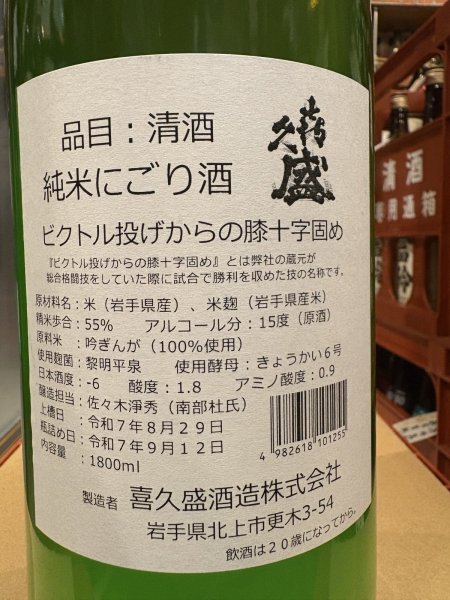 喜久盛
品目：清酒
純米にごり酒
ビクトル投げからの膝十字固め
『ビクトル投げからの膝十字固め』とは弊社の蔵元が
総合格闘技をしていた際に試合で勝利を収めた技の名称です。
原材料名：米（岩手県産）、米麹（岩手県産米）
精米歩合：55%　アルコール分：15度（原酒）
原料米　：吟ぎんが（100%使用）
使用麹菌：黎明平泉　使用酵母：きょうかい6号
日本酒度：-6　酸度：1.8　アミノ酸度：0.9
醸造担当：佐々木淨秀（南部杜氏）
上槽日　：令和７年８月２９日
瓶詰め日：令和７年９月１２日
内容量　：1800ml
4 982618 101255
製造者　喜久盛酒造株式会社
岩手県北上市更木3-54
飲酒は２０歳になってから。
清酒
専用通箱